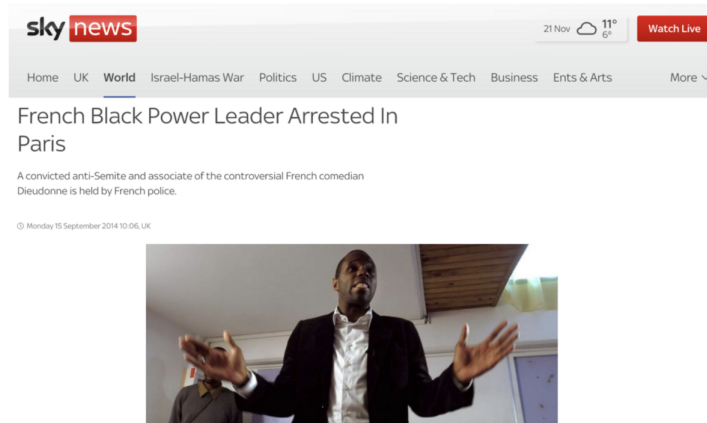 sky news
21 Nov 11° 6°
Watch Live
Home UK World Israel-Hamas War Politics US Climate Science & Tech Business Ents & Arts More
French Black Power Leader Arrested In
Paris
A convicted anti-Semite and associate of the controversial French comedian
Dieudonne is held by French police.
Monday 15 September 2014 10:06, UK